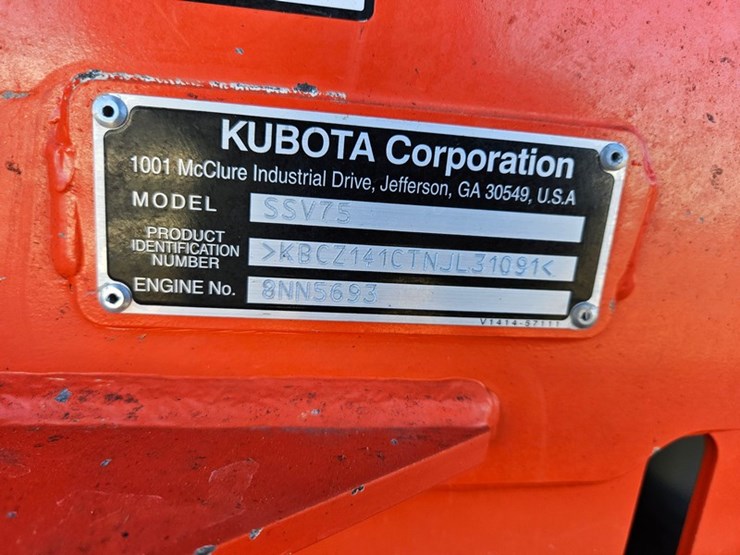 KUBOTA Corporation
1001 McClure Industrial Drive, Jefferson, GA 30549, U.S.A
MODEL SSV75
PRODUCT
IDENTIFICATION
NUMBER >KBCZ141CTNJL31091<
ENGINE No. 8NN5693
V1414-57111